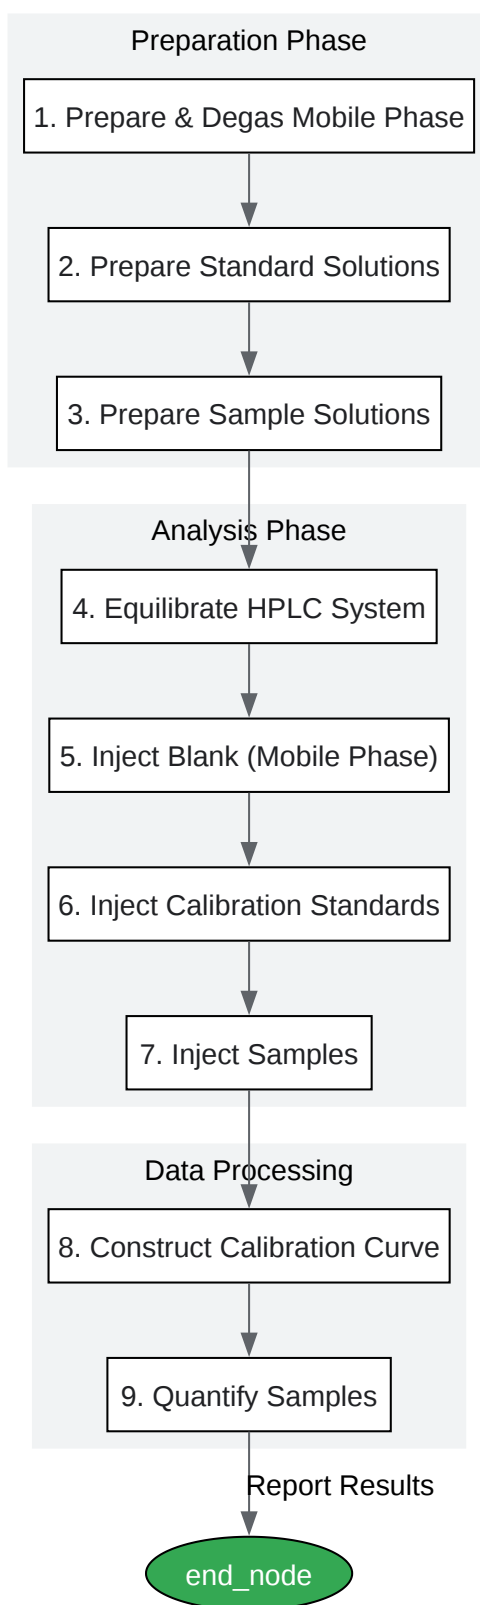 Preparation Phase
1. Prepare & Degas Mobile Phase
2. Prepare Standard Solutions
3. Prepare Sample Solutions
Analysis Phase
4. Equilibrate HPLC System
5. Inject Blank (Mobile Phase)
6. Inject Calibration Standards
7. Inject Samples
Data Processing
8. Construct Calibration Curve
9. Quantify Samples
Report Results
end_node